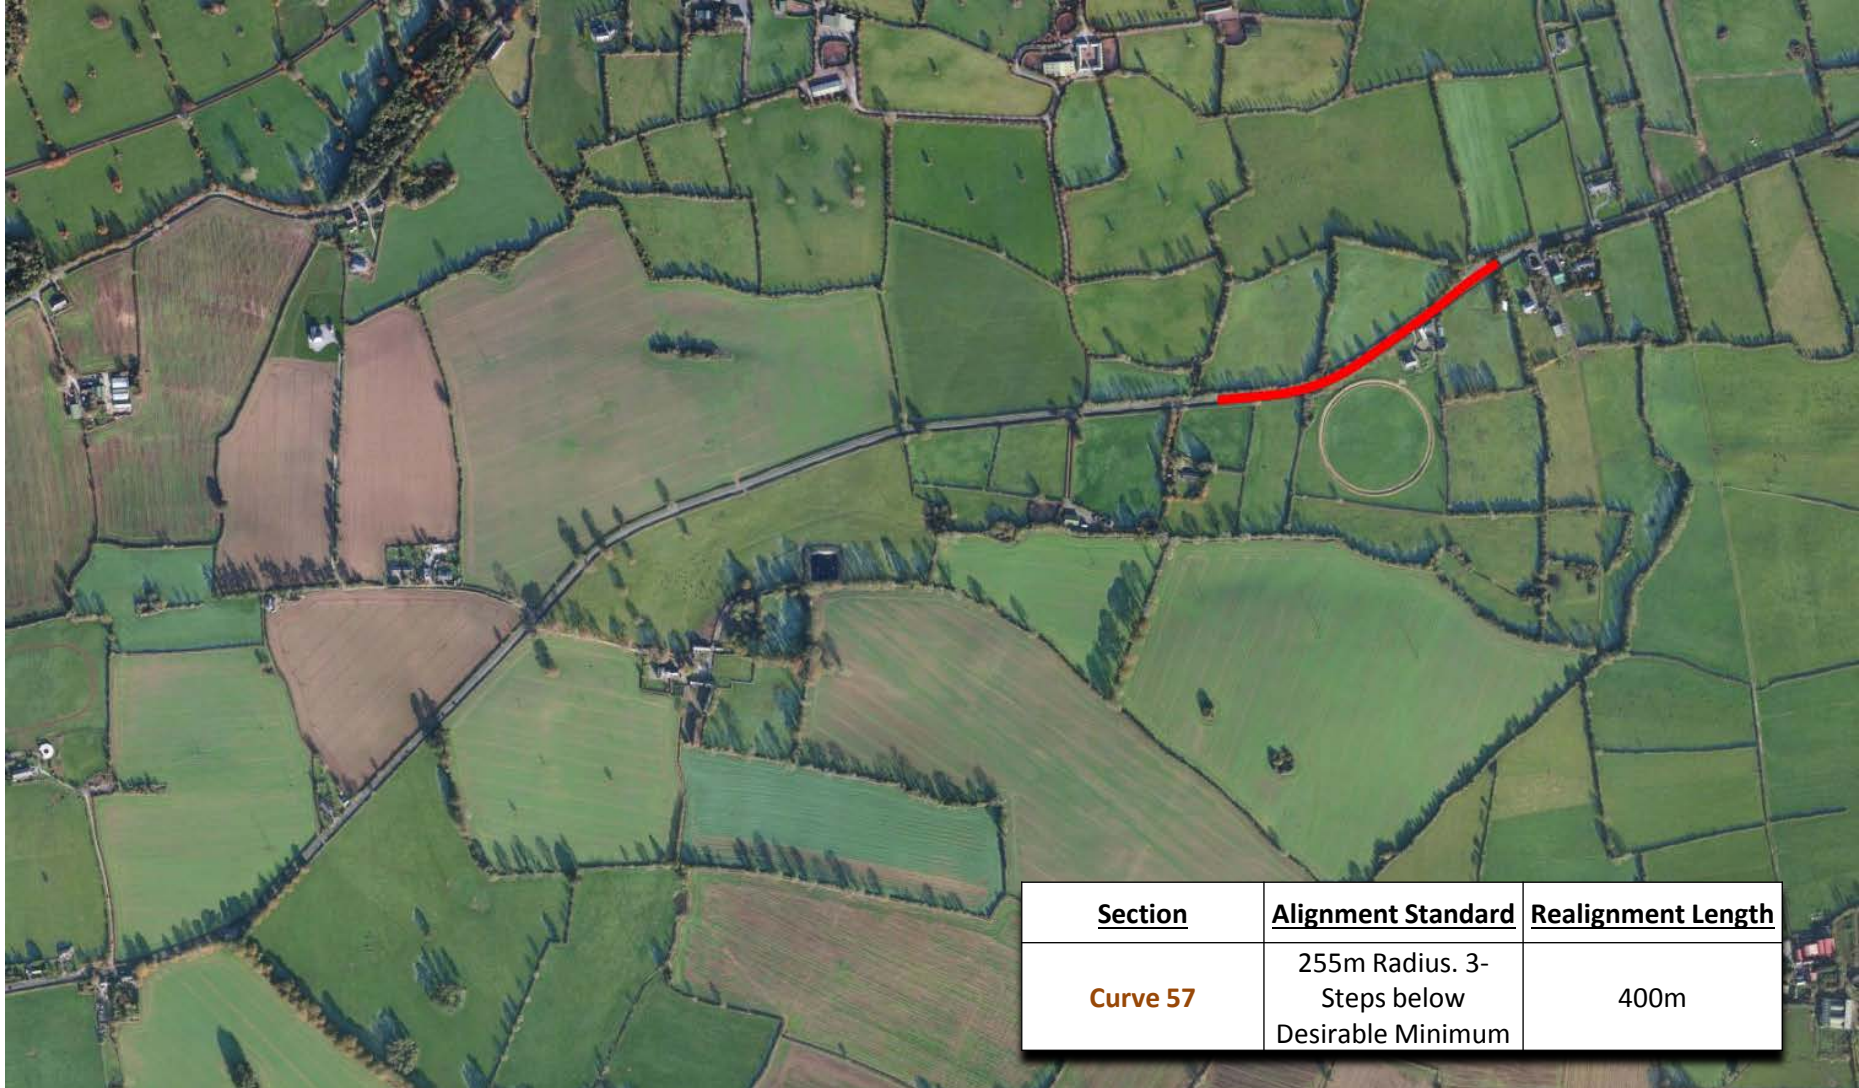 Section Alignment Standard Realignment Length
Curve 57 255m Radius. 3-
Steps below
Desirable Minimum 400m